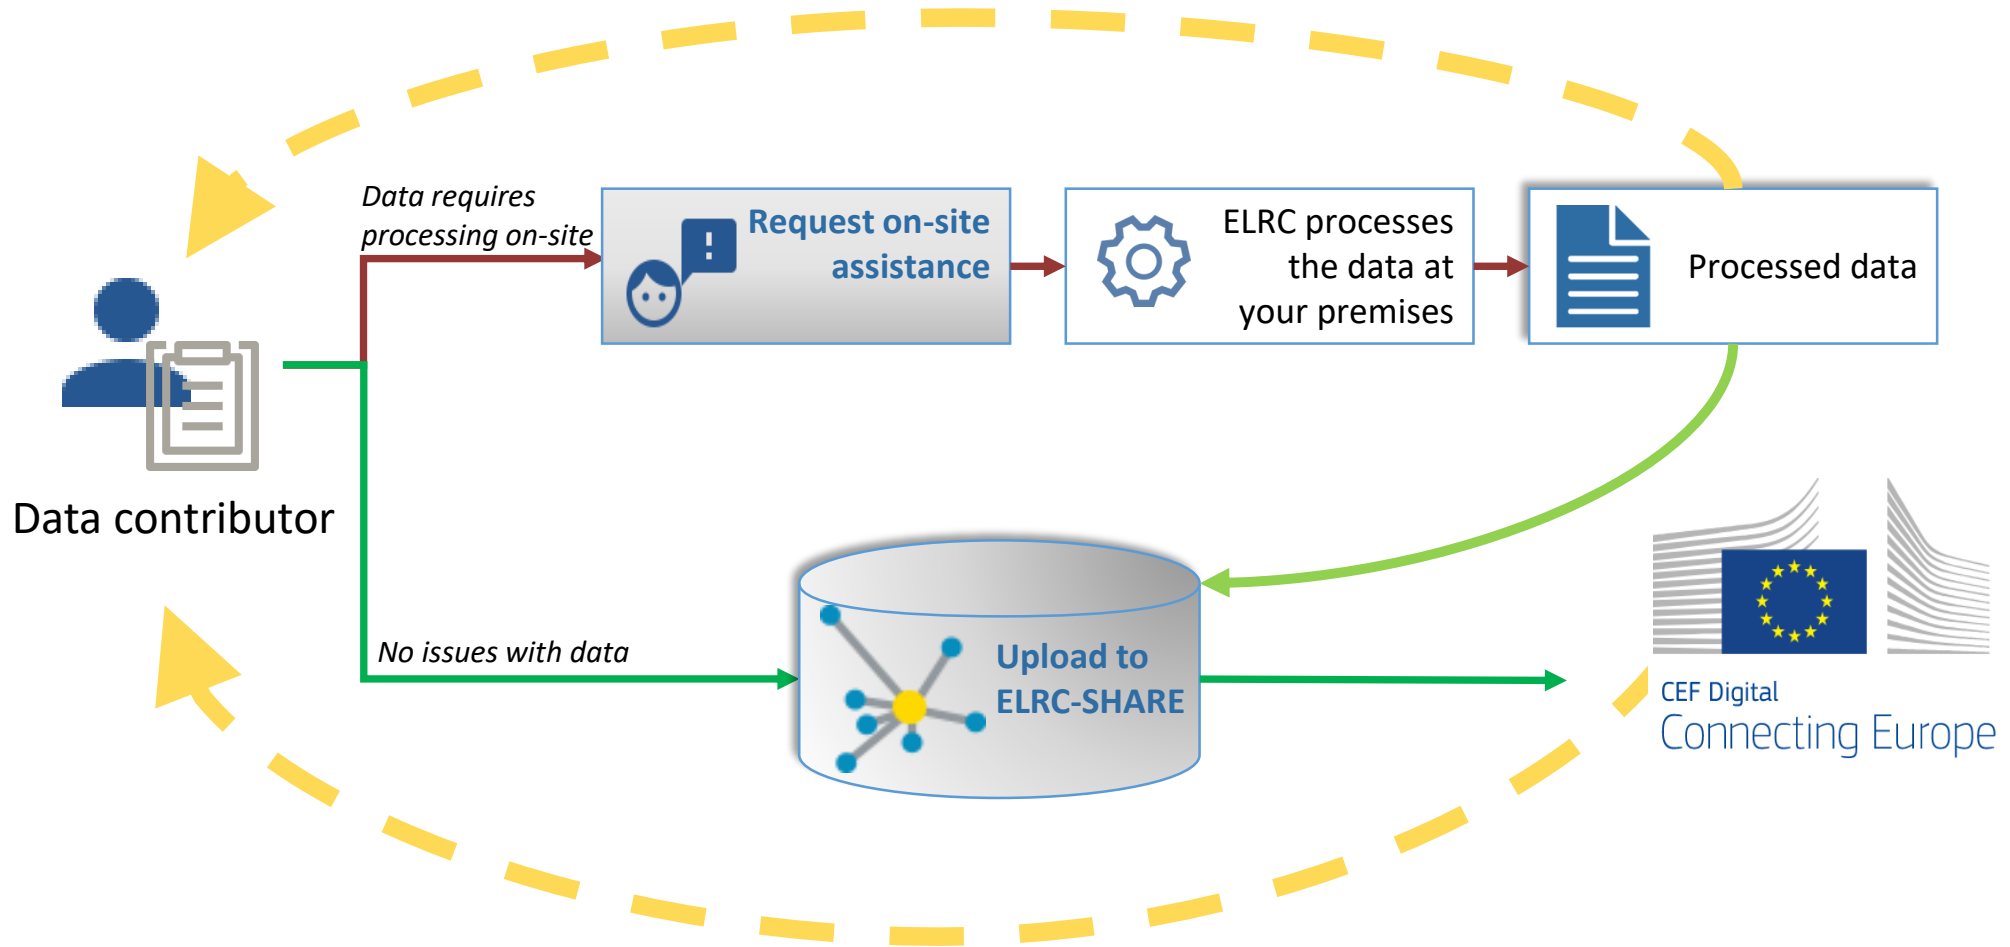 Data requires
processing on-site
Request on-site
assistance
ELRC processes
the data at
your premises
Processed data
Data contributor
No issues with data
Upload to
ELRC-SHARE
CEF Digital
Connecting Europe